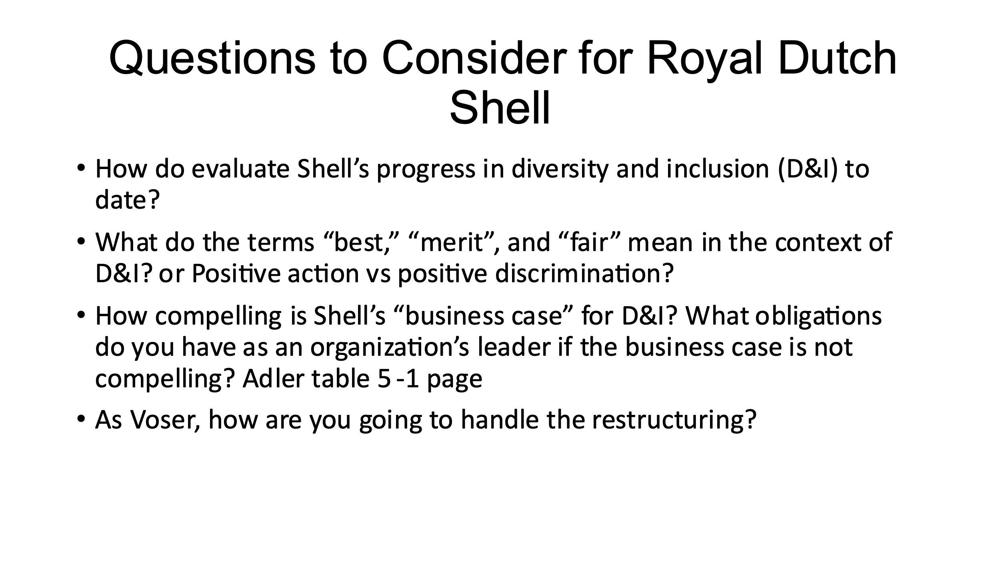 Questions to Consider for Royal Dutch
Shell
• How do evaluate Shell’s progress in diversity and inclusion (D&I) to
date?
• What do the terms “best,” “merit”, and “fair” mean in the context of
D&I? or Positive action vs positive discrimination?
• How compelling is Shell’s “business case” for D&I? What obligations
do you have as an organization’s leader if the business case is not
compelling? Adler table 5 -1 page
• As Voser, how are you going to handle the restructuring?